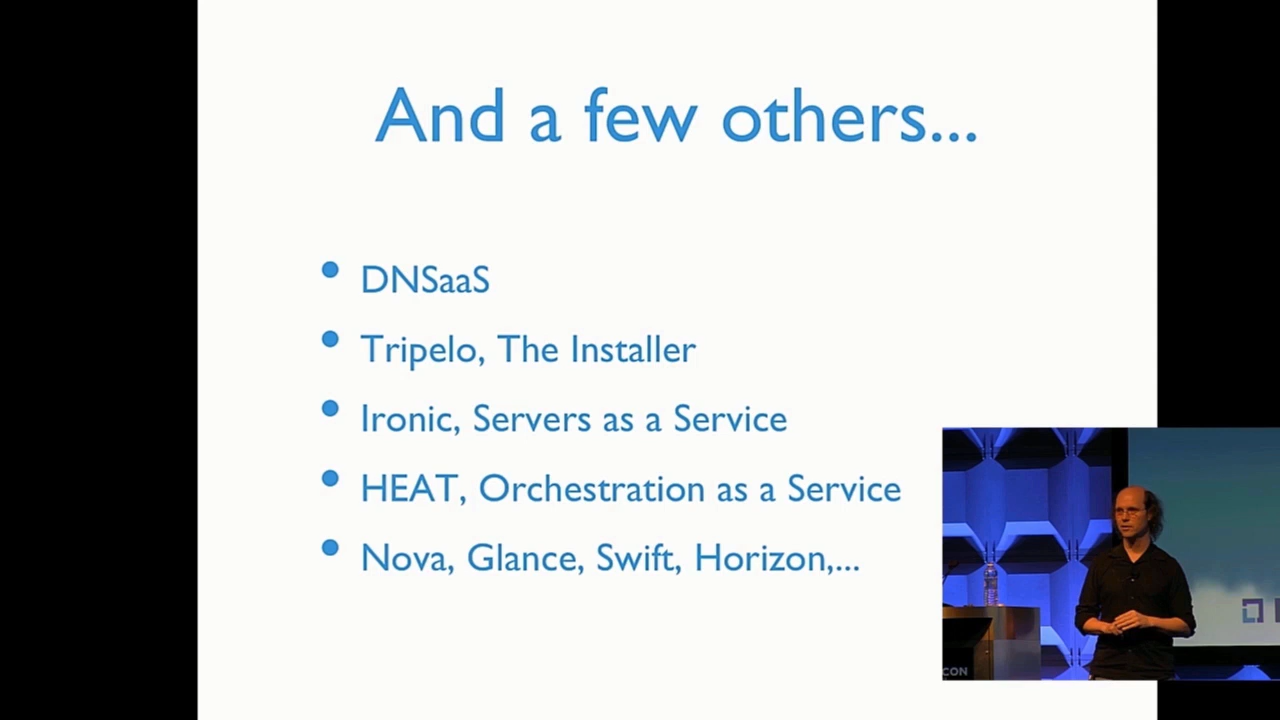 And a few others...
DNSaaS
Tripelo, The Installer
Ironic, Servers as a Service
HEAT, Orchestration as a Service
Nova, Glance, Swift, Horizon,...
CON